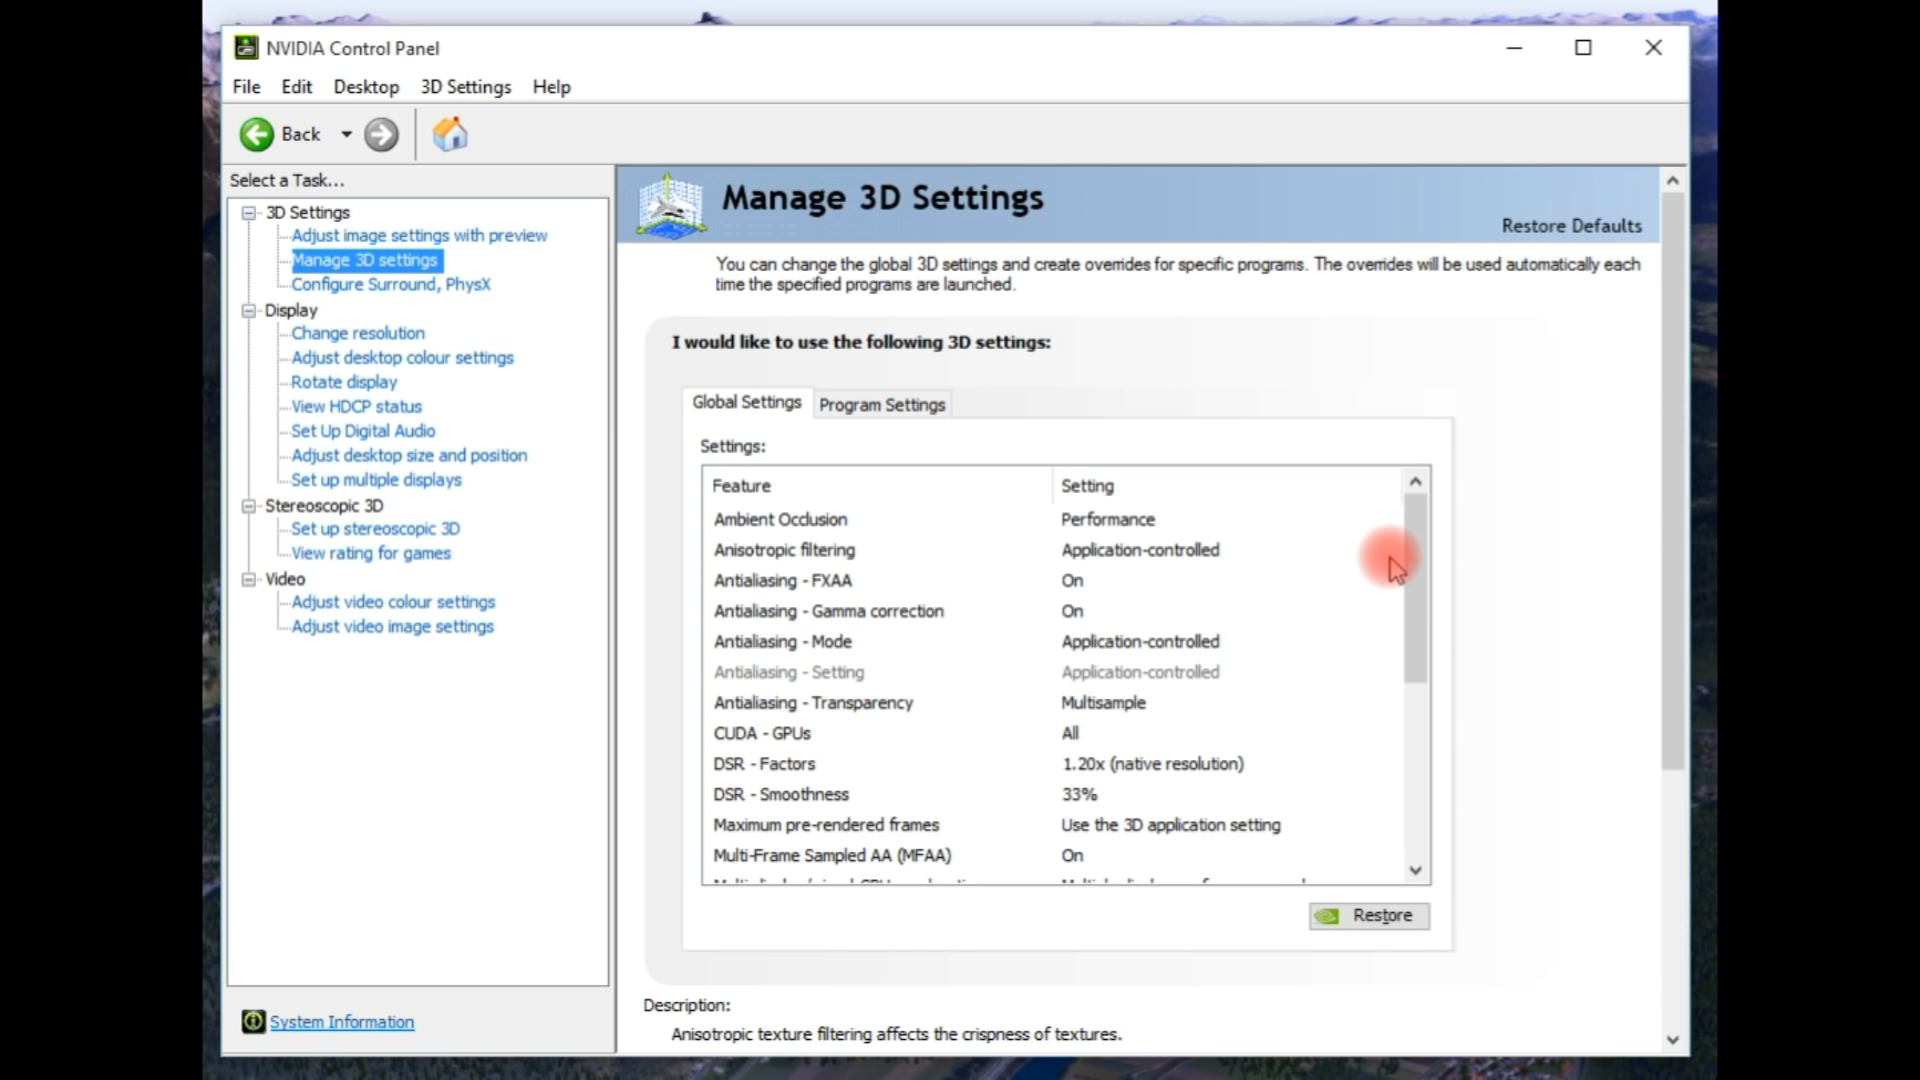 NVIDIA Control Panel
File Edit Desktop 3D Settings Help
Back
Select a Task...
3D Settings
Adjust image settings with preview
Manage 3D settings
Configure Surround, PhysX
Display
Change resolution
Adjust desktop colour settings
Rotate display
View HDCP status
Set Up Digital Audio
Adjust desktop size and position
Set up multiple displays
Stereoscopic 3D
Set up stereoscopic 3D
View rating for games
Video
Adjust video colour settings
Adjust video image settings
System Information
Manage 3D Settings
Restore Defaults
You can change the global 3D settings and create overrides for specific programs. The overrides will be used automatically each
time the specified programs are launched.
I would like to use the following 3D settings:
Global Settings Program Settings
Settings:
Feature Setting
Ambient Occlusion Performance
Anisotropic filtering Application-controlled
Antialiasing - FXAA On
Antialiasing - Gamma correction On
Antialiasing - Mode Application-controlled
Antialiasing - Setting Application-controlled
Antialiasing - Transparency Multisample
CUDA - GPUs All
DSR - Factors 1.20x (native resolution)
DSR - Smoothness 33%
Maximum pre-rendered frames Use the 3D application setting
Multi-Frame Sampled AA (MFAA) On
Restore
Description:
Anisotropic texture filtering affects the crispness of textures.